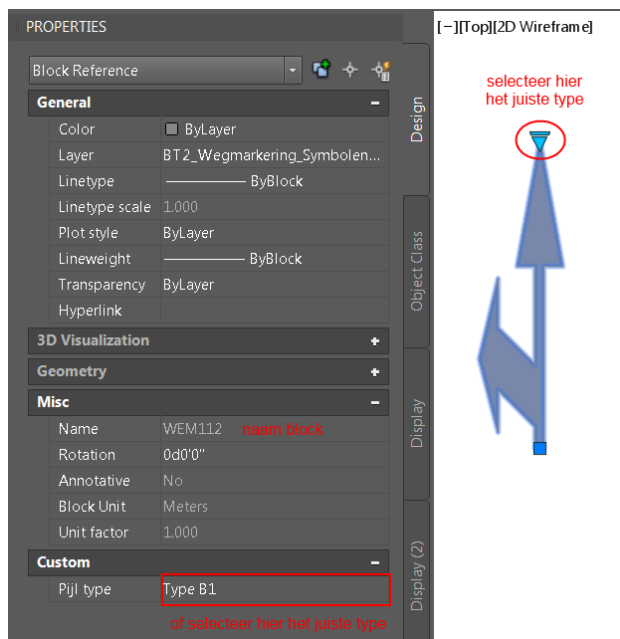 PROPERTIES
Block Reference
General
Color ByLayer
Layer BT2_Wegmarkering_Symbolen...
Linetype ByBlock
Linetype scale 1.000
Plot style ByLayer
Lineweight ByBlock
Transparency ByLayer
Hyperlink
3D Visualization
Geometry
Misc
Name WEM112 naam block
Rotation 0d0'0"
Annotative No
Block Unit Meters
Unit factor 1.000
Custom
Pijl type Type B1
of selecteer hier het juiste type
Design
Object Class
Display
Display (2)
[−][Top][2D Wireframe]
selecteer hier
het juiste type